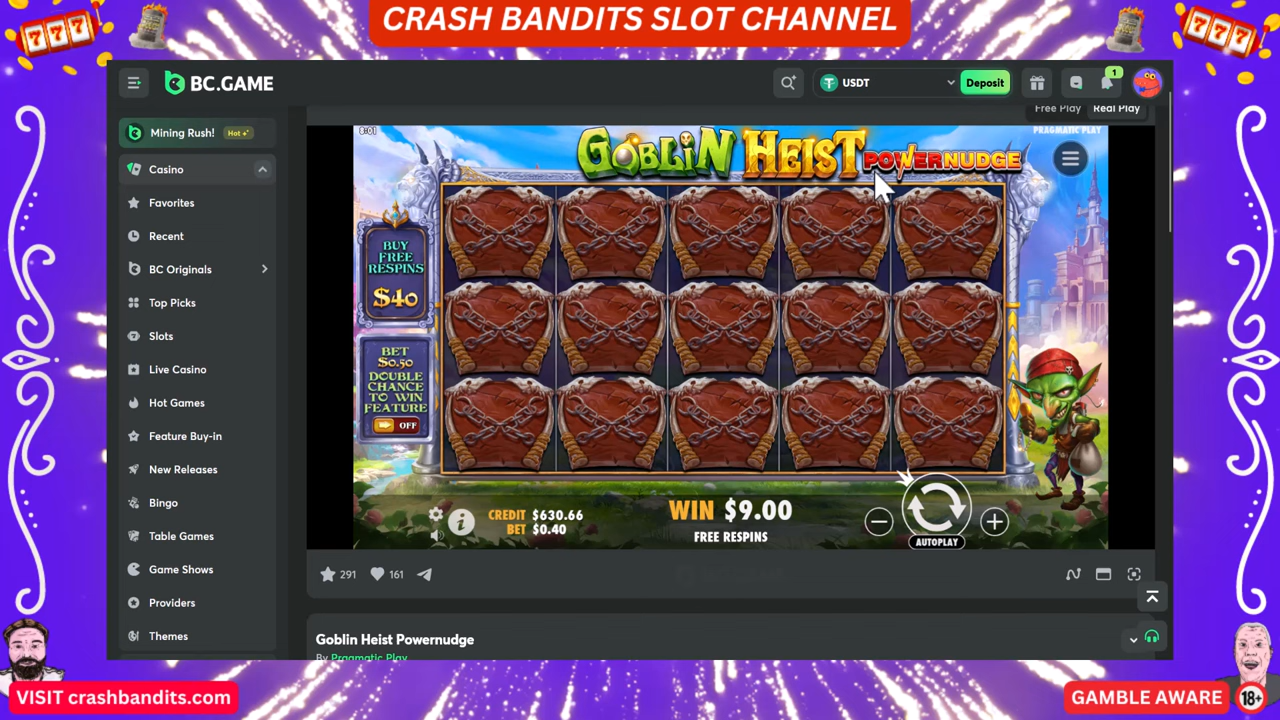 CRASH BANDITS SLOT CHANNEL
777
777
BC.GAME
USDT
Deposit
1
Free Play
Real Play
Mining Rush!
Hot
Casino
Favorites
Recent
BC Originals
Top Picks
Slots
Live Casino
Hot Games
Feature Buy-in
New Releases
Bingo
Table Games
Game Shows
Providers
Themes
8:01
GOBLIN HEIST POWERNUDGE
PRAGMATIC PLAY
BUY
FREE
RESPINS
$40
BET
$0.50
DOUBLE
CHANCE
TO WIN
FEATURE
OFF
CREDIT $630.66
BET $0.40
WIN $9.00
FREE RESPINS
AUTOPLAY
291
161
Goblin Heist Powernudge
By Pragmatic Play
VISIT crashbandits.com
GAMBLE AWARE 18+